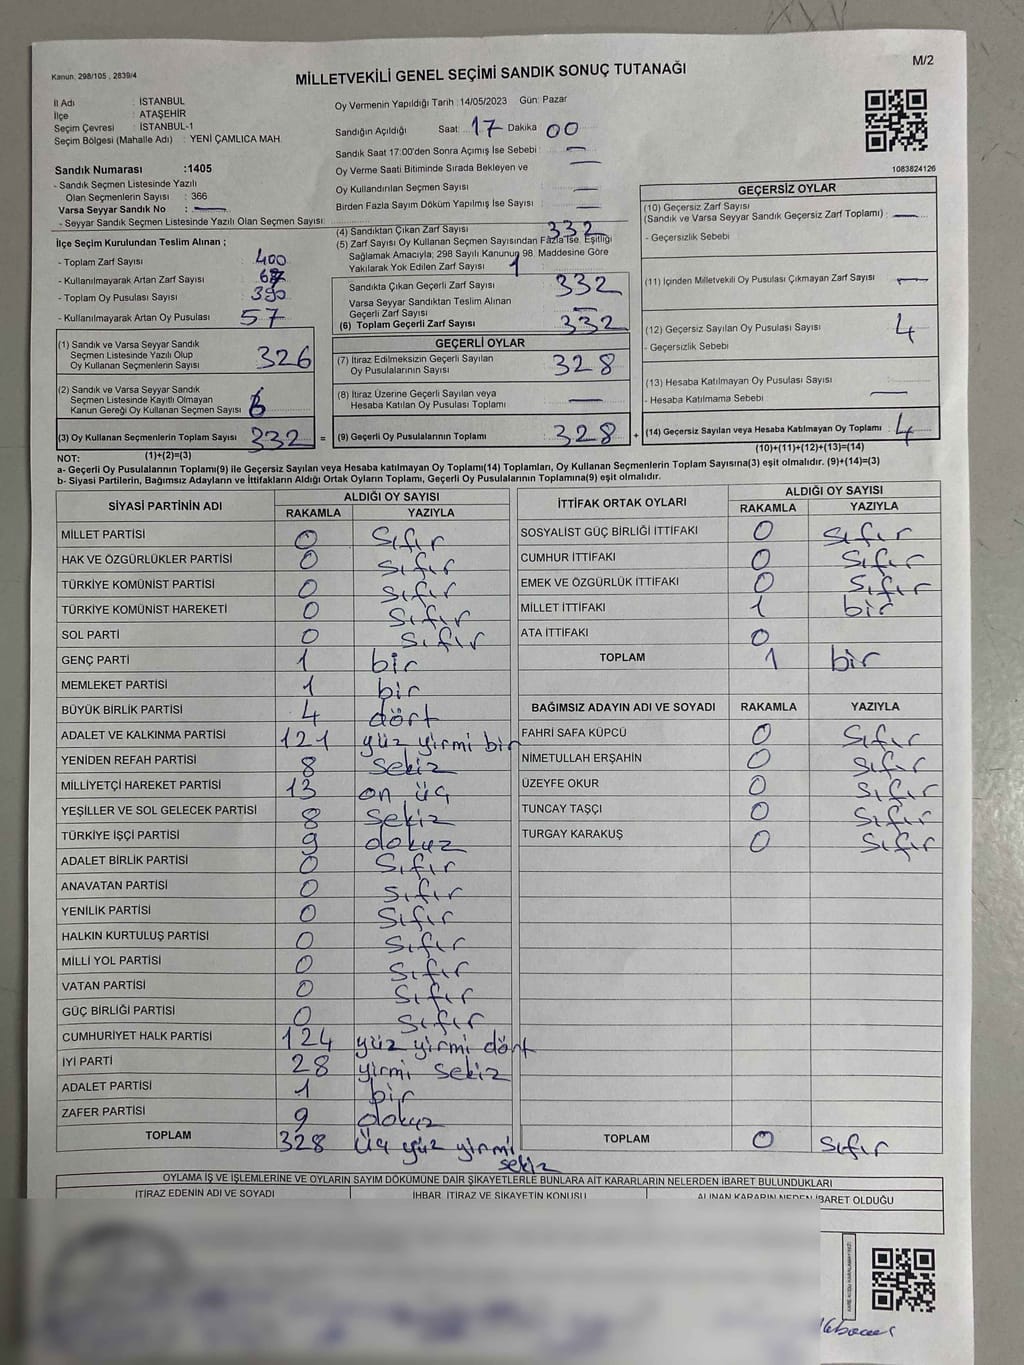 M/2
Kanun: 298/105 , 2839/4
MİLLETVEKİLİ GENEL SEÇİMİ SANDIK SONUÇ TUTANAĞI
İl Adı : İSTANBUL
İlçe : ATAŞEHİR
Seçim Çevresi : İSTANBUL-1
Seçim Bölgesi (Mahalle Adı) : YENİ ÇAMLICA MAH.
Sandık Numarası :1405
- Sandık Seçmen Listesinde Yazılı
Olan Seçmenlerin Sayısı : 366
Varsa Seyyar Sandık No : —
- Seyyar Sandık Seçmen Listesinde Yazılı Olan Seçmen Sayısı:
İlçe Seçim Kurulundan Teslim Alınan ;
- Toplam Zarf Sayısı : 400
- Kullanılmayarak Artan Zarf Sayısı :
- Toplam Oy Pusulası Sayısı :
- Kullanılmayarak Artan Oy Pusulası : 57
(1) Sandık ve Varsa Seyyar Sandık
Seçmen Listesinde Yazılı Olup
Oy Kullanan Seçmen Sayısı 326
(2) Sandık ve Varsa Seyyar Sandık
Seçmen Listesinde Kayıtlı Olmayan
Kanun Gereği Oy Kullanan Seçmen Sayısı 6
(3) Oy Kullanan Seçmenlerin Toplam Sayısı 332
(1)+(2)=(3)
Oy Vermenin Yapıldığı Tarih :14/05/2023 Gün: Pazar
Sandığın Açıldığı Saat: 17 Dakika 00
Sandık Saat 17:00'den Sonra Açımış İse Sebebi : —
Oy Verme Saati Bitiminde Sırada Bekleyen ve
Oy Kullandırılan Seçmen Sayısı : —
Birden Fazla Sayım Döküm Yapılmış İse Sayısı : —
(4) Sandıktan Çıkan Zarf Sayısı 332
(5) Zarf Sayısı Oy Kullanan Seçmen Sayısından Fazla İse, Eşitliği
Sağlamak Amacıyla; 298 Sayılı Kanunun 98. Maddesine Göre
Yakılarak Yok Edilen Zarf Sayısı : 1
Sandıkta Çıkan Geçerli Zarf Sayısı : 332
Varsa Seyyar Sandıktan Teslim Alınan
Geçerli Zarf Sayısı :
(6) Toplam Geçerli Zarf Sayısı : 332
GEÇERLİ OYLAR
(7) İtiraz Edilmeksizin Geçerli Sayılan
Oy Pusulalarının Sayısı : 328
(8) İtiraz Üzerine Geçerli Sayılan veya
Hesaba Katılan Oy Pusulası Toplamı : —
= (9) Geçerli Oy Pusulalarının Toplamı : 328 +
1083824126
GEÇERSİZ OYLAR
(10) Geçersiz Zarf Sayısı
(Sandık ve Varsa Seyyar Sandık Geçersiz Zarf Toplamı) : —
- Geçersizlik Sebebi :
(11) İçinden Milletvekili Oy Pusulası Çıkmayan Zarf Sayısı : —
(12) Geçersiz Sayılan Oy Pusulası Sayısı : 4
- Geçersizlik Sebebi :
(13) Hesaba Katılmayan Oy Pusulası Sayısı :
- Hesaba Katılmama Sebebi : —
(14) Geçersiz Sayılan veya Hesaba Katılmayan Oy Toplamı : 4
(10)+(11)+(12)+(13)=(14)
NOT:
a- Geçerli Oy Pusulalarının Toplamı(9) ile Geçersiz Sayılan veya Hesaba katılmayan Oy Toplamı(14) Toplamları, Oy Kullanan Seçmenlerin Toplam Sayısına(3) eşit olmalıdır. (9)+(14)=(3)
b- Siyasi Partilerin, Bağımsız Adayların ve İttifakların Aldığı Ortak Oyların Toplamı, Geçerli Oy Pusulalarının Toplamına(9) eşit olmalıdır.
SİYASİ PARTİNİN ADI ALDIĞI OY SAYISI
RAKAMLA YAZIYLA
MİLLET PARTİSİ 0 Sıfır
HAK VE ÖZGÜRLÜKLER PARTİSİ 0 Sıfır
TÜRKİYE KOMÜNİST PARTİSİ 0 Sıfır
TÜRKİYE KOMÜNİST HAREKETİ 0 Sıfır
SOL PARTİ 0 Sıfır
GENÇ PARTİ 1 bir
MEMLEKET PARTİSİ 1 bir
BÜYÜK BİRLİK PARTİSİ 4 dört
ADALET VE KALKINMA PARTİSİ 121 yüz yirmi bir
YENİDEN REFAH PARTİSİ 8 sekiz
MİLLİYETÇİ HAREKET PARTİSİ 13 on üç
YEŞİLLER VE SOL GELECEK PARTİSİ 8 sekiz
TÜRKİYE İŞÇİ PARTİSİ 9 dokuz
ADALET BİRLİK PARTİSİ 0 Sıfır
ANAVATAN PARTİSİ 0 Sıfır
YENİLİK PARTİSİ 0 Sıfır
HALKIN KURTULUŞ PARTİSİ 0 Sıfır
MİLLİ YOL PARTİSİ 0 Sıfır
VATAN PARTİSİ 0 Sıfır
GÜÇ BİRLİĞİ PARTİSİ 0 Sıfır
CUMHURİYET HALK PARTİSİ 124 yüz yirmi dört
İYİ PARTİ 28 yirmi sekiz
ADALET PARTİSİ 1 bir
ZAFER PARTİSİ 9 dokuz
TOPLAM 328 Üç yüz yirmi sekiz
İTTİFAK ORTAK OYLARI ALDIĞI OY SAYISI
RAKAMLA YAZIYLA
SOSYALİST GÜÇ BİRLİĞİ İTTİFAKI 0 Sıfır
CUMHUR İTTİFAKI 0 Sıfır
EMEK VE ÖZGÜRLÜK İTTİFAKI 0 Sıfır
MİLLET İTTİFAKI 1 bir
ATA İTTİFAKI 0
TOPLAM 1 bir
BAĞIMSIZ ADAYIN ADI VE SOYADI RAKAMLA YAZIYLA
FAHRİ SAFA KÜPCÜ 0 Sıfır
NİMETULLAH ERŞAHİN 0 Sıfır
ÜZEYFE OKUR 0 Sıfır
TUNCAY TAŞÇI 0 Sıfır
TURGAY KARAKUŞ 0 Sıfır
TOPLAM 0 Sıfır
OYLAMA İŞ VE İŞLEMLERİNE VE OYLARIN SAYIM DÖKÜMÜNE DAİR ŞİKAYETLERLE BUNLARA AİT KARARLARIN NELERDEN İBARET BULUNDUKLARI
İTİRAZ EDENİN ADI VE SOYADI İHBAR, İTİRAZ VE ŞİKAYETİN KONUSU ALINAN KARARIN NEDEN İBARET OLDUĞU